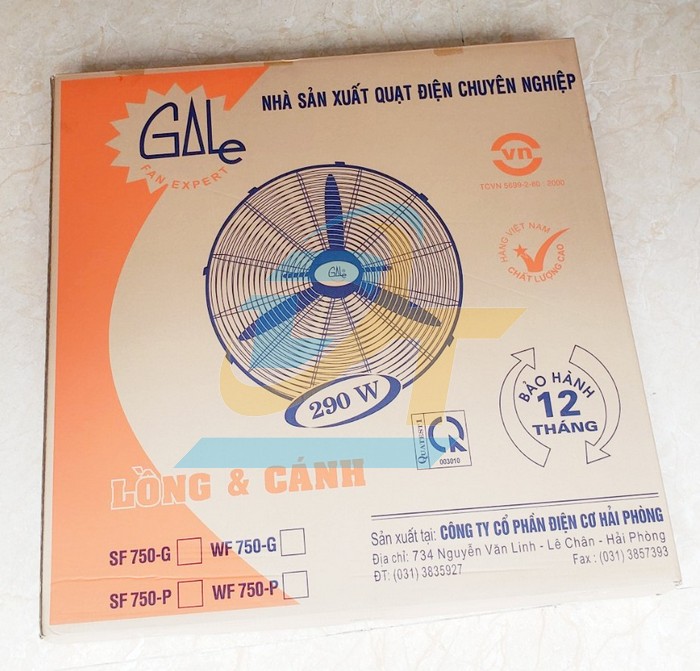 GALe
FAN EXPERT
NHÀ SẢN XUẤT QUẠT ĐIỆN CHUYÊN NGHIỆP
vn
TCVN 5699-2-80 : 2000
HÀNG VIỆT NAM
CHẤT LƯỢNG CAO
GALe
290 W
BẢO HÀNH
12
THÁNG
QUATEST 1
003010
LỒNG & CÁNH
SF 750-G WF 750-G
SF 750-P WF 750-P
Sản xuất tại: CÔNG TY CỔ PHẦN ĐIỆN CƠ HẢI PHÒNG
Địa chỉ: 734 Nguyễn Văn Linh - Lê Chân - Hải Phòng
ĐT: (031) 3835927 Fax : (031) 3857393